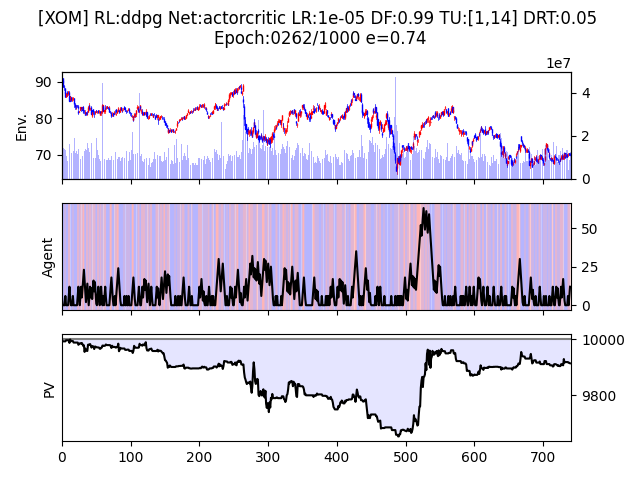 [XOM] RL:ddpg Net:actorcritic LR:1e-05 DF:0.99 TU:[1,14] DRT:0.05
Epoch:0262/1000 e=0.74
1e7
Env.
90
80
70
4
2
0
Agent
50
25
0
PV
10000
9800
0 100 200 300 400 500 600 700